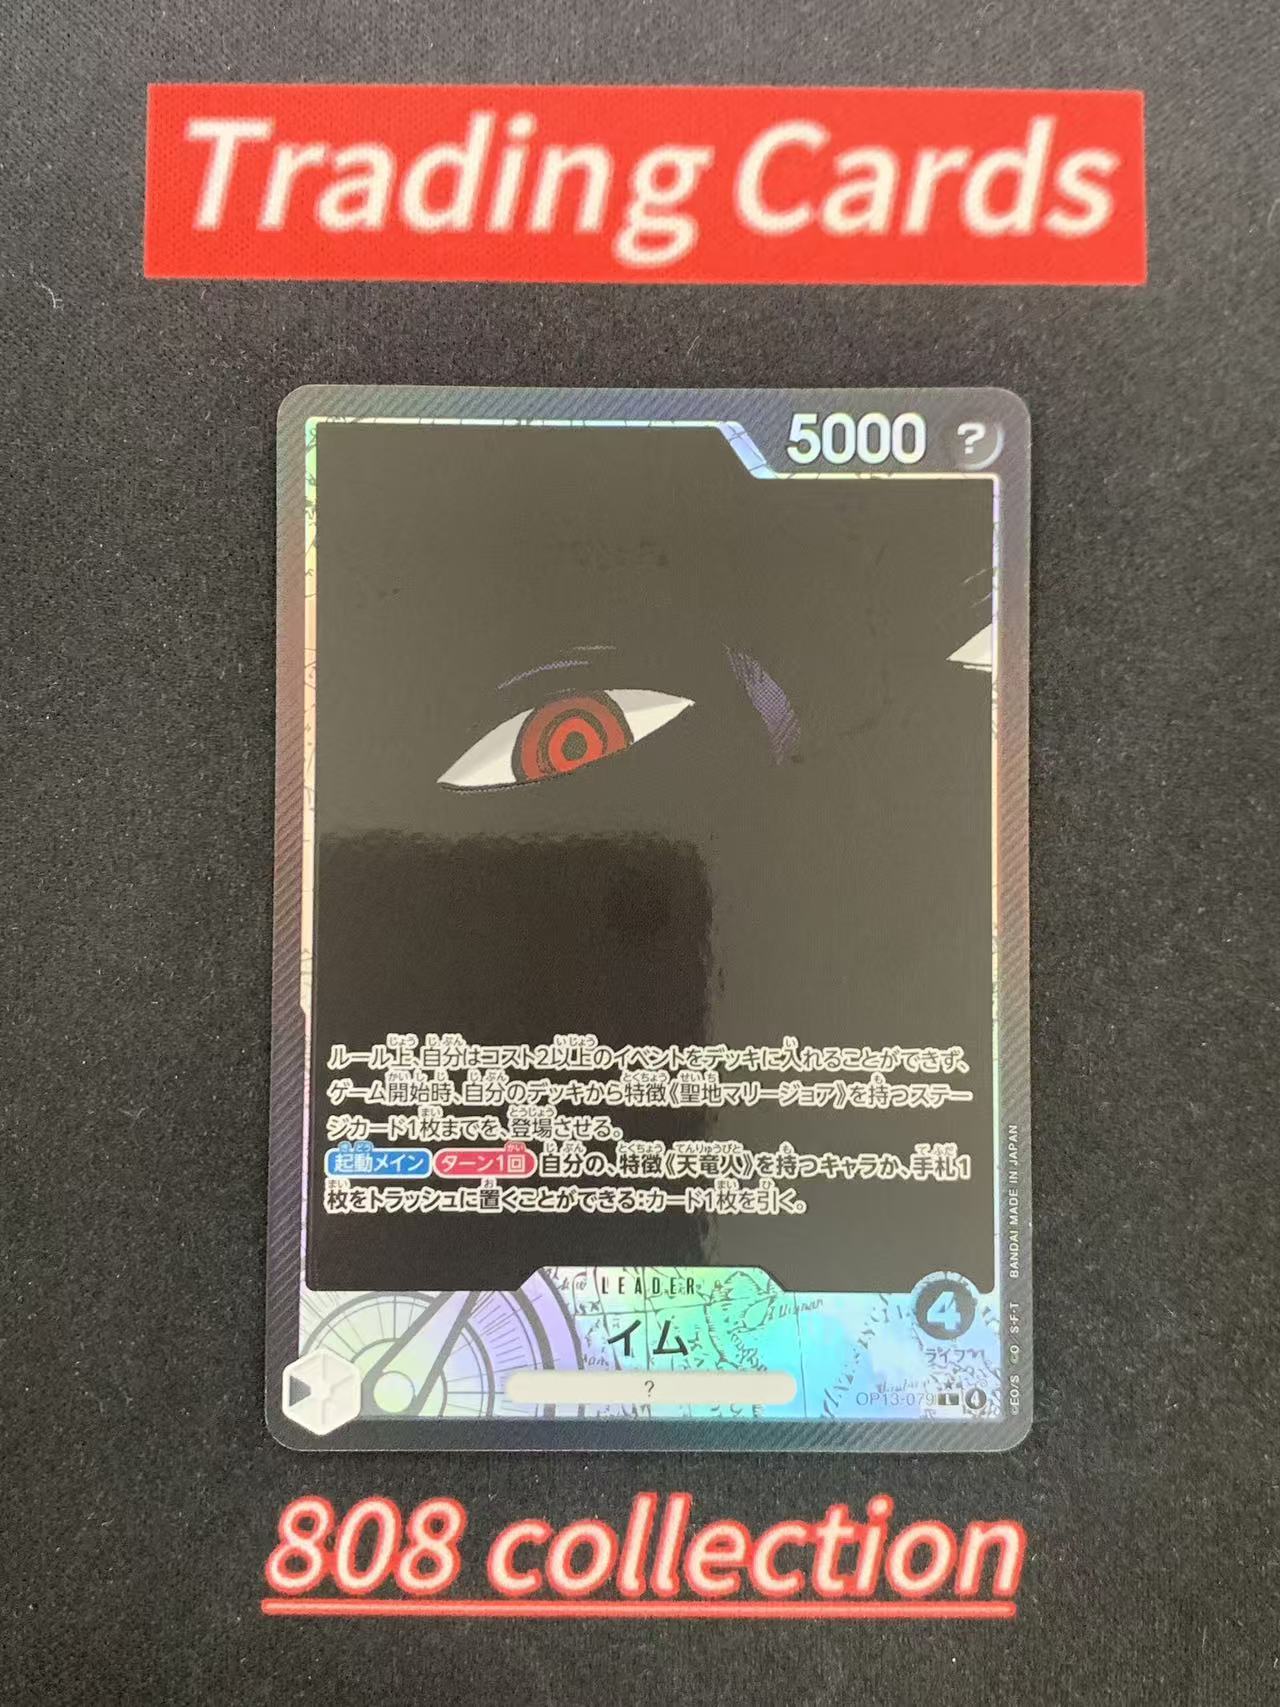 Trading Cards
5000 ?
ルール上、自分はコスト2以上のイベントをデッキに入れることができず、
ゲーム開始時、自分のデッキから特徴《聖地マリージョア》を持つステー
ジカード1枚までを、登場させる。
起動メイン ターン1回 自分の、特徴《天竜人》を持つキャラか、手札1
枚をトラッシュに置くことができる:カード1枚を引く。
LEADER
イム
?
4
ライフ
OP13-079 L 4
©EO/S ©O S・F・T BANDAI MADE IN JAPAN
808 collection